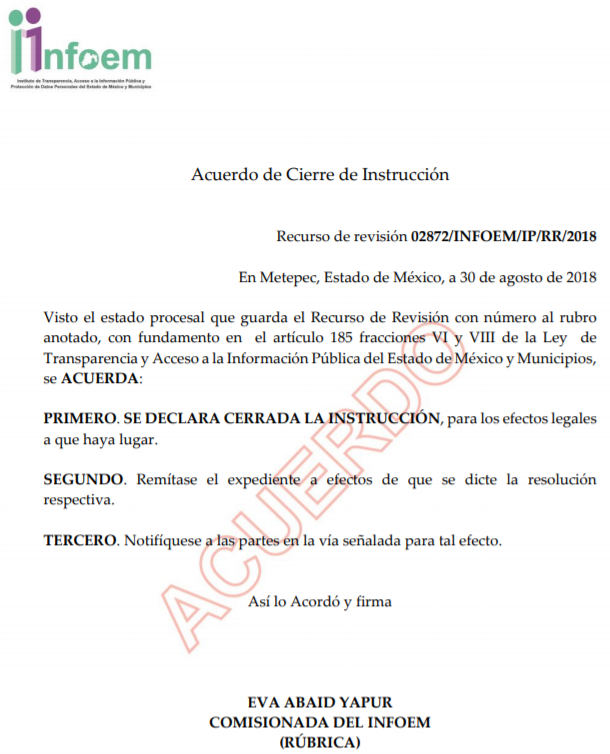 infoem
Instituto de Transparencia, Acceso a la Información Pública y
Protección de Datos Personales del Estado de México y Municipios
Acuerdo de Cierre de Instrucción
Recurso de revisión 02872/INFOEM/IP/RR/2018
En Metepec, Estado de México, a 30 de agosto de 2018
Visto el estado procesal que guarda el Recurso de Revisión con número al rubro
anotado, con fundamento en el artículo 185 fracciones VI y VIII de la Ley de
Transparencia y Acceso a la Información Pública del Estado de México y Municipios,
se ACUERDA:
PRIMERO. SE DECLARA CERRADA LA INSTRUCCIÓN, para los efectos legales
a que haya lugar.
SEGUNDO. Remítase el expediente a efectos de que se dicte la resolución
respectiva.
TERCERO. Notifíquese a las partes en la vía señalada para tal efecto.
ACUERDO
Así lo Acordó y firma
EVA ABAID YAPUR
COMISIONADA DEL INFOEM
(RÚBRICA)